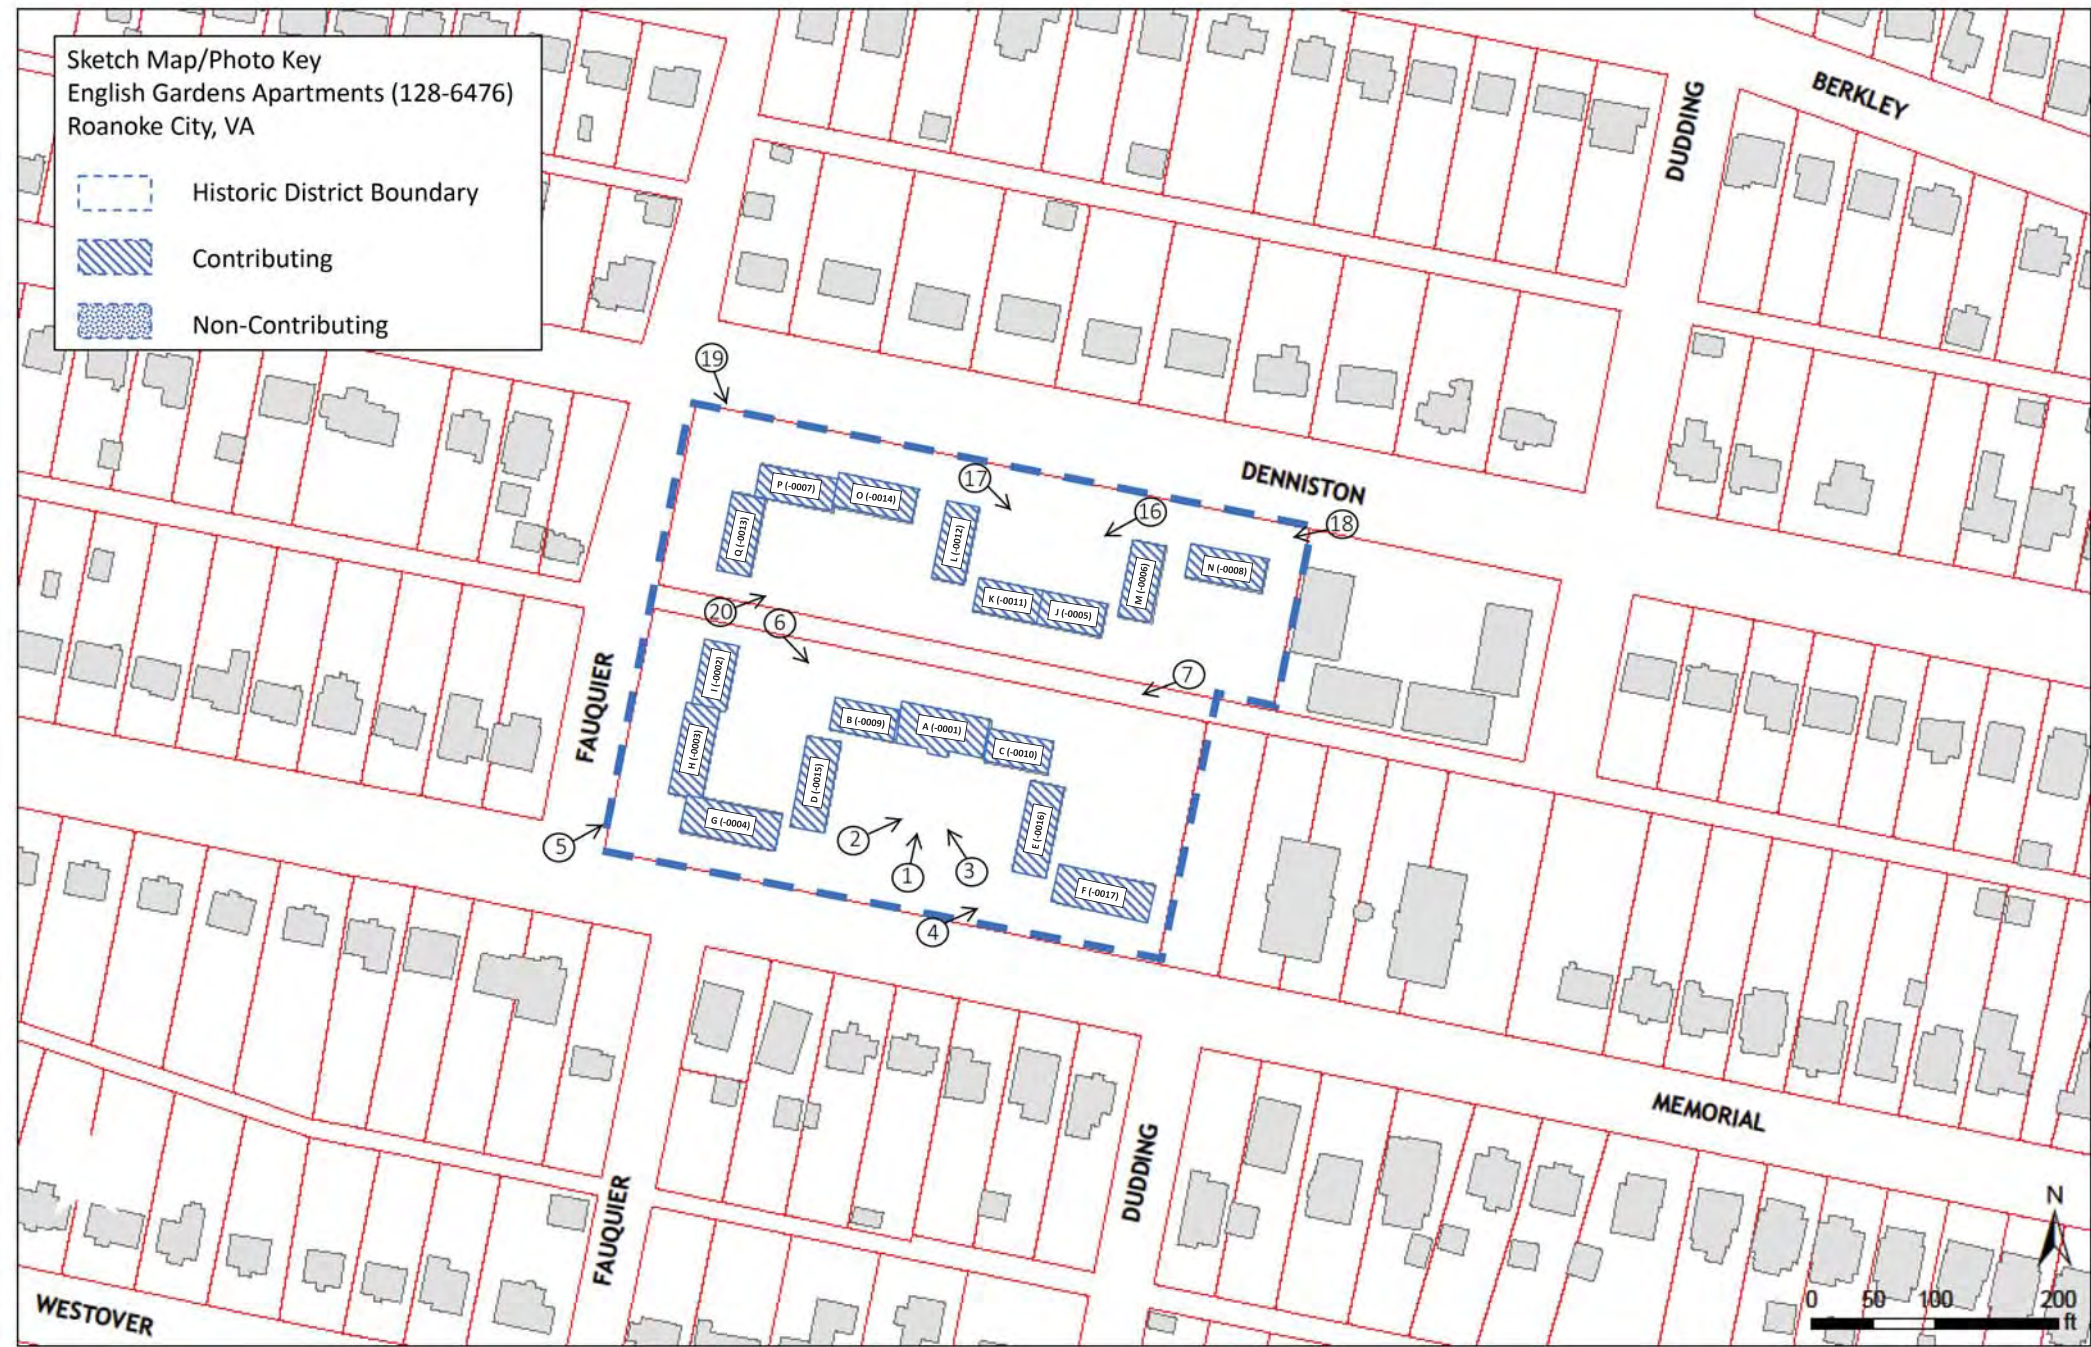 Sketch Map/Photo Key
English Gardens Apartments (128-6476)
Roanoke City, VA
Historic District Boundary
Contributing
Non-Contributing
BERKLEY
DUDDING
19
DENNISTON
17
16
18
P (-0007)
O (-0014)
Q (-0013)
L (-0012)
N (-0008)
M (-0006)
K (-0011)
J (-0005)
20
6
7
FAUQUIER
I (-0002)
H (-0003)
B (-0009)
A (-0001)
C (-0010)
D (-0015)
G (-0004)
E (-0016)
F (-0017)
5
2
1
3
4
MEMORIAL
DUDDING
FAUQUIER
WESTOVER
N
0 50 100 200
ft